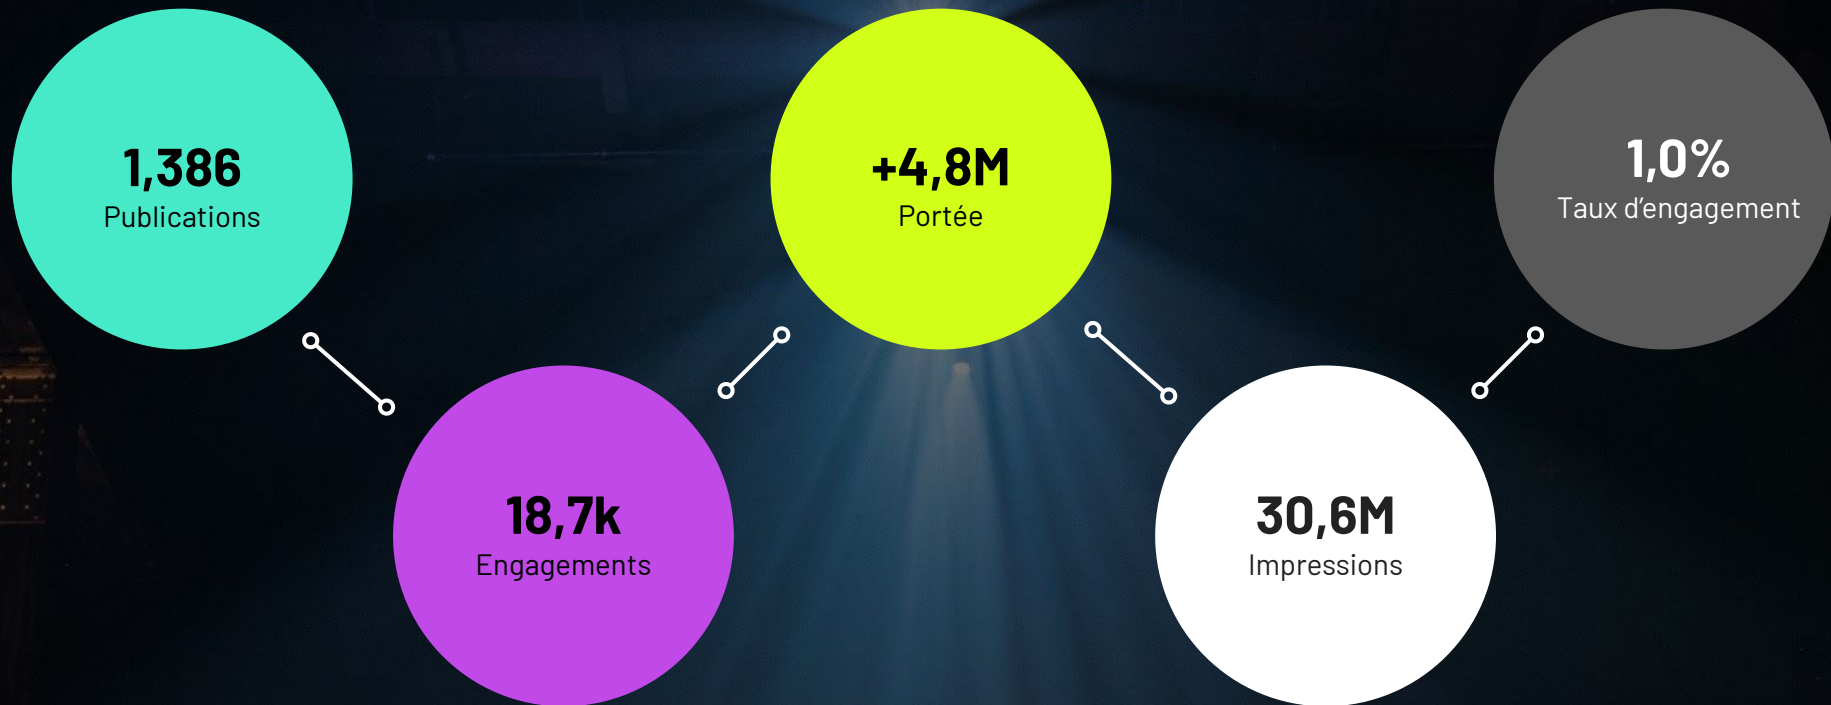 1,386
Publications
18,7k
Engagements
+4,8M
Portée
30,6M
Impressions
1,0%
Taux d’engagement